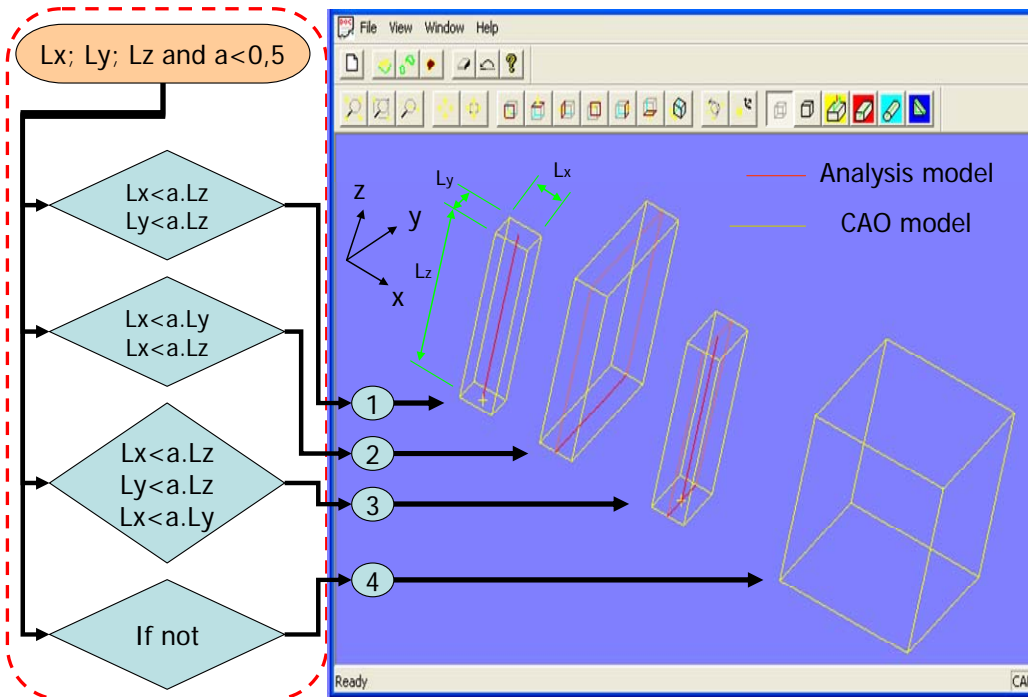 Lx; Ly; Lz and a<0,5
Lx<a.Lz
Ly<a.Lz
Lx<a.Ly
Lx<a.Lz
Lx<a.Lz
Ly<a.Lz
Lx<a.Ly
If not
1
2
3
4
File View Window Help
z
y
x
Ly
Lx
Lz
Analysis model
CAO model
Ready
CA